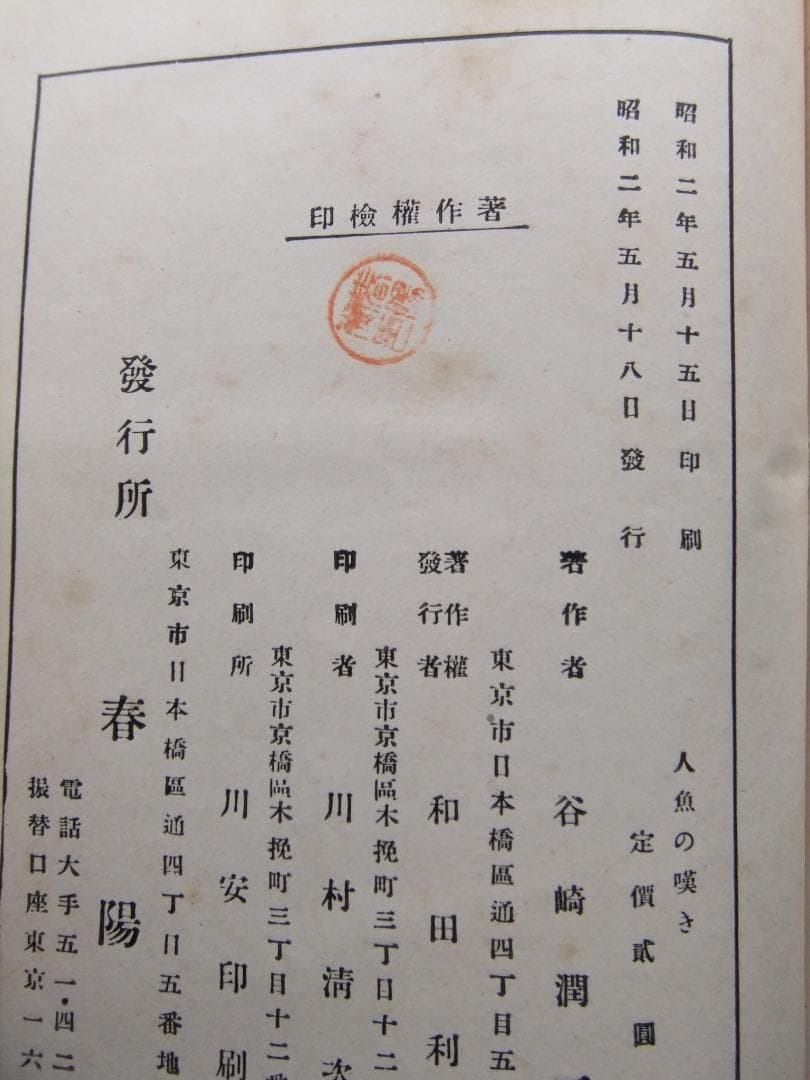 昭和二年五月十五日印刷
昭和二年五月十八日發行
著作權檢印
人魚の嘆き
定價貳圓
著作者 谷崎潤
東京市日本橋區通四丁目五
著作權
發行者 和田利
東京市京橋區木挽町三丁目十二
印刷者 川村淸次
東京市京橋區木挽町三丁目十二番
印刷所 川安印刷
東京市日本橋區通四丁目五番地
發行所 春陽
電話大手五一・四二
振替口座東京一六